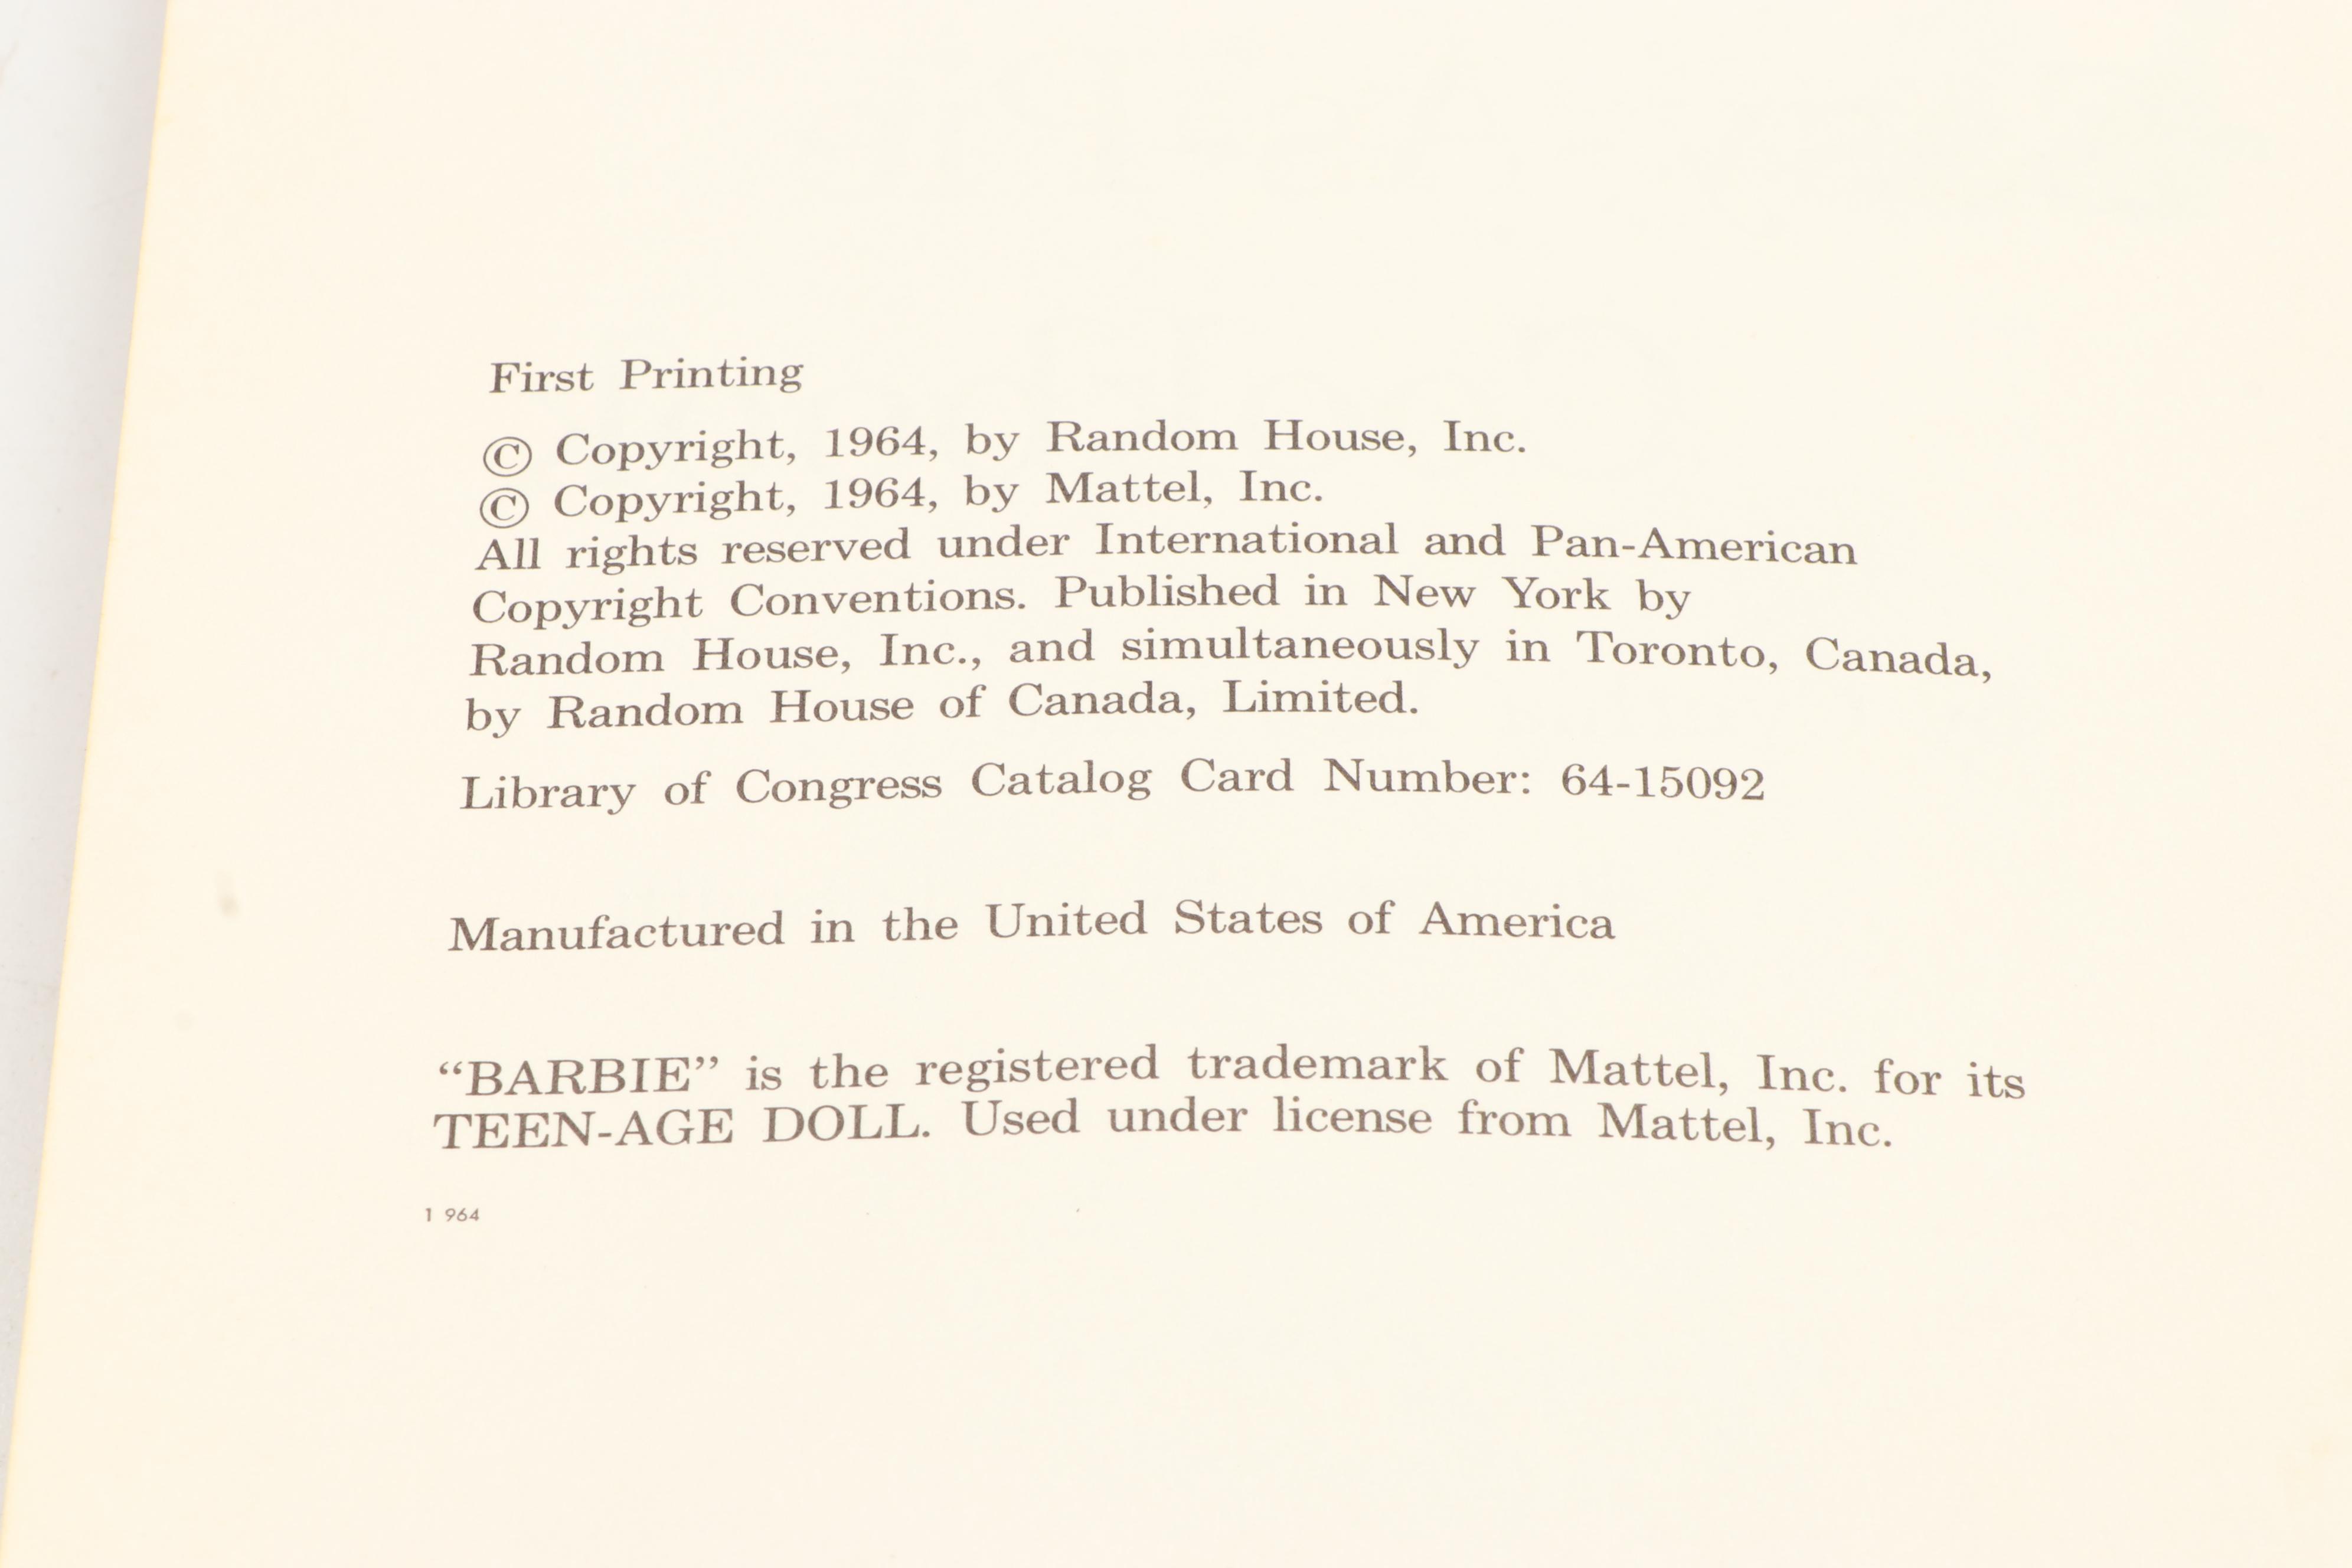 First Printing
© Copyright, 1964, by Random House, Inc.
© Copyright, 1964, by Mattel, Inc.
All rights reserved under International and Pan-American
Copyright Conventions. Published in New York by
Random House, Inc., and simultaneously in Toronto, Canada,
by Random House of Canada, Limited.
Library of Congress Catalog Card Number: 64-15092
Manufactured in the United States of America
“BARBIE” is the registered trademark of Mattel, Inc. for its
TEEN-AGE DOLL. Used under license from Mattel, Inc.
1 964